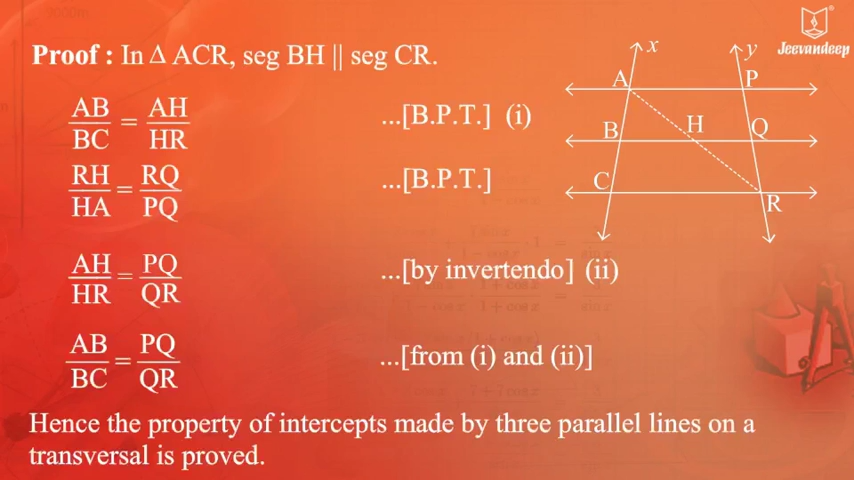 Jeevandeep
Proof : In Δ ACR, seg BH || seg CR.
AB/BC = AH/HR ...[B.P.T.] (i)
RH/HA = RQ/PQ ...[B.P.T.]
AH/HR = PQ/QR ...[by invertendo] (ii)
AB/BC = PQ/QR ...[from (i) and (ii)]
Hence the property of intercepts made by three parallel lines on a
transversal is proved.
x y
A P
B H Q
C R